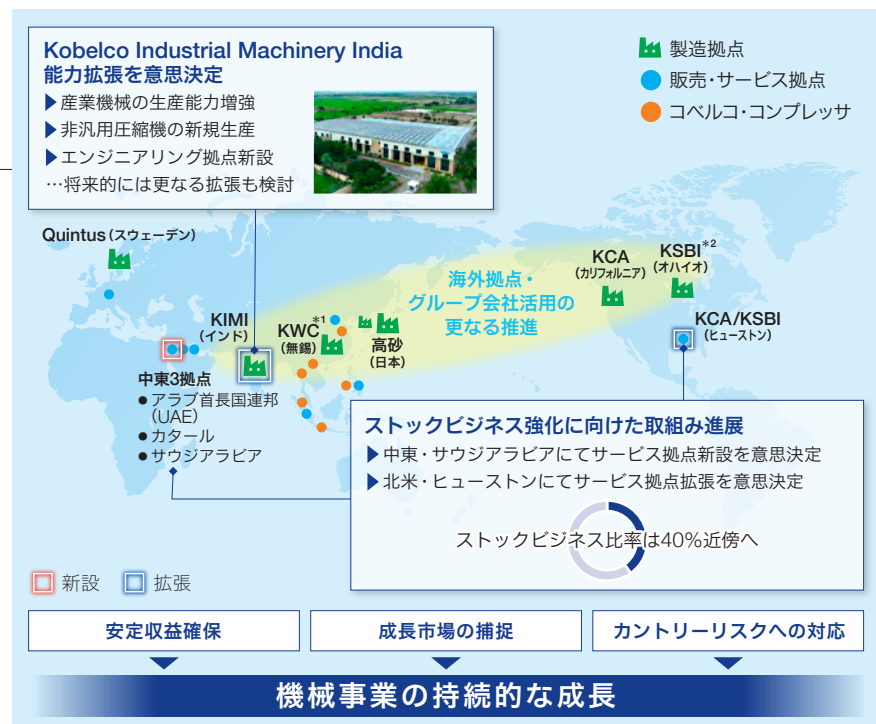 Kobelco Industrial Machinery India
能力拡張を意思決定
▶産業機械の生産能力増強
▶非汎用圧縮機の新規生産
▶エンジニアリング拠点新設
…将来的には更なる拡張も検討
製造拠点
販売・サービス拠点
コベルコ・コンプレッサ
Quintus(スウェーデン)
KIMI
(インド)
KWC*1
(無錫)
高砂
(日本)
海外拠点・
グループ会社活用の
更なる推進
KCA
(カリフォルニア)
KSBI*2
(オハイオ)
KCA/KSBI
(ヒューストン)
中東3拠点
●アラブ首長国連邦
(UAE)
●カタール
●サウジアラビア
ストックビジネス強化に向けた取組み進展
▶中東・サウジアラビアにてサービス拠点新設を意思決定
▶北米・ヒューストンにてサービス拠点拡張を意思決定
ストックビジネス比率は40%近傍へ
新設
拡張
安定収益確保
成長市場の捕捉
カントリーリスクへの対応
機械事業の持続的な成長